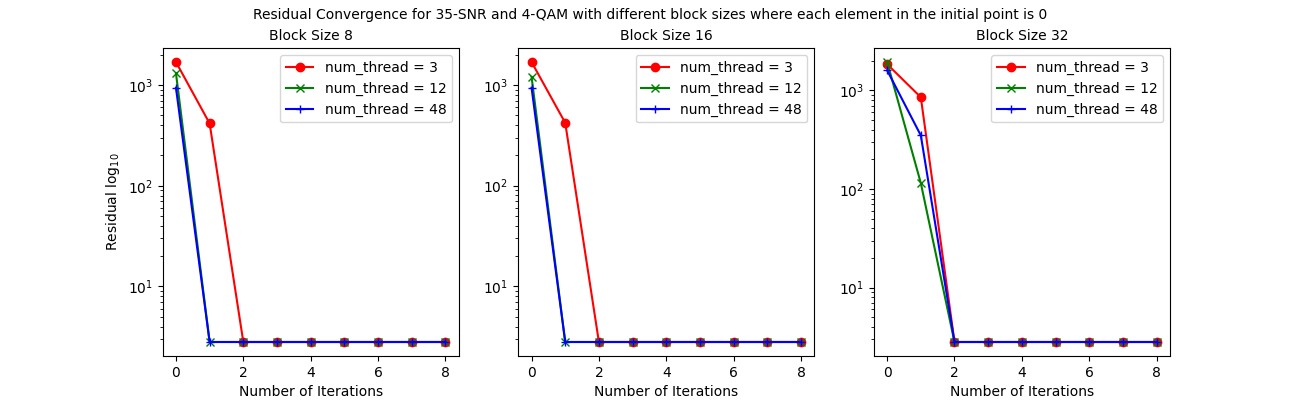 Residual Convergence for 35-SNR and 4-QAM with different block sizes where each element in the initial point is 0
Block Size 8
num_thread = 3
num_thread = 12
num_thread = 48
10³
10²
10¹
Residual log₁₀
0 2 4 6 8
Number of Iterations
Block Size 16
num_thread = 3
num_thread = 12
num_thread = 48
10³
10²
10¹
0 2 4 6 8
Number of Iterations
Block Size 32
num_thread = 3
num_thread = 12
num_thread = 48
10³
10²
10¹
0 2 4 6 8
Number of Iterations